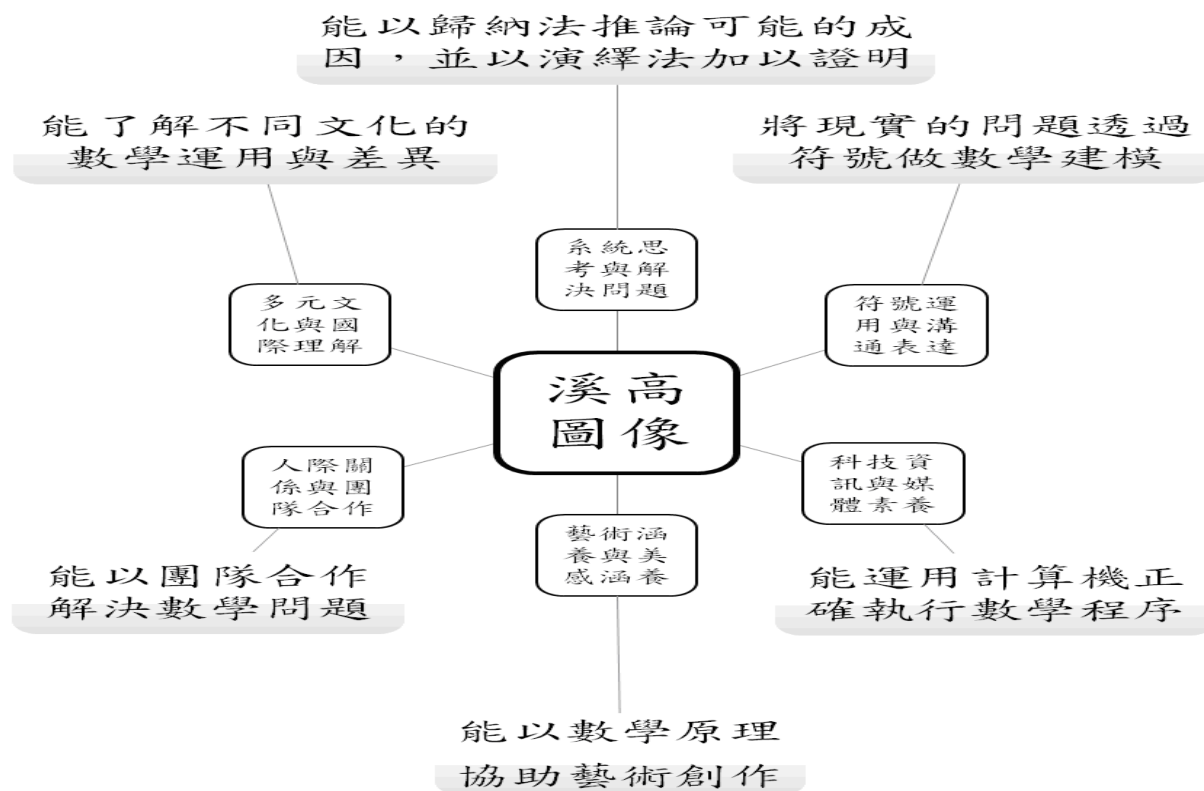 能以歸納法推論可能的成
因，並以演繹法加以證明
能了解不同文化的
數學運用與差異
將現實的問題透過
符號做數學建模
系統思
考與解
決問題
多元文
化與國
際理解
符號運
用與溝
通表達
溪高
圖像
人際關
係與團
隊合作
科技資
訊與媒
體素養
藝術涵
養與美
感涵養
能以團隊合作
解決數學問題
能運用計算機正
確執行數學程序
能以數學原理
協助藝術創作